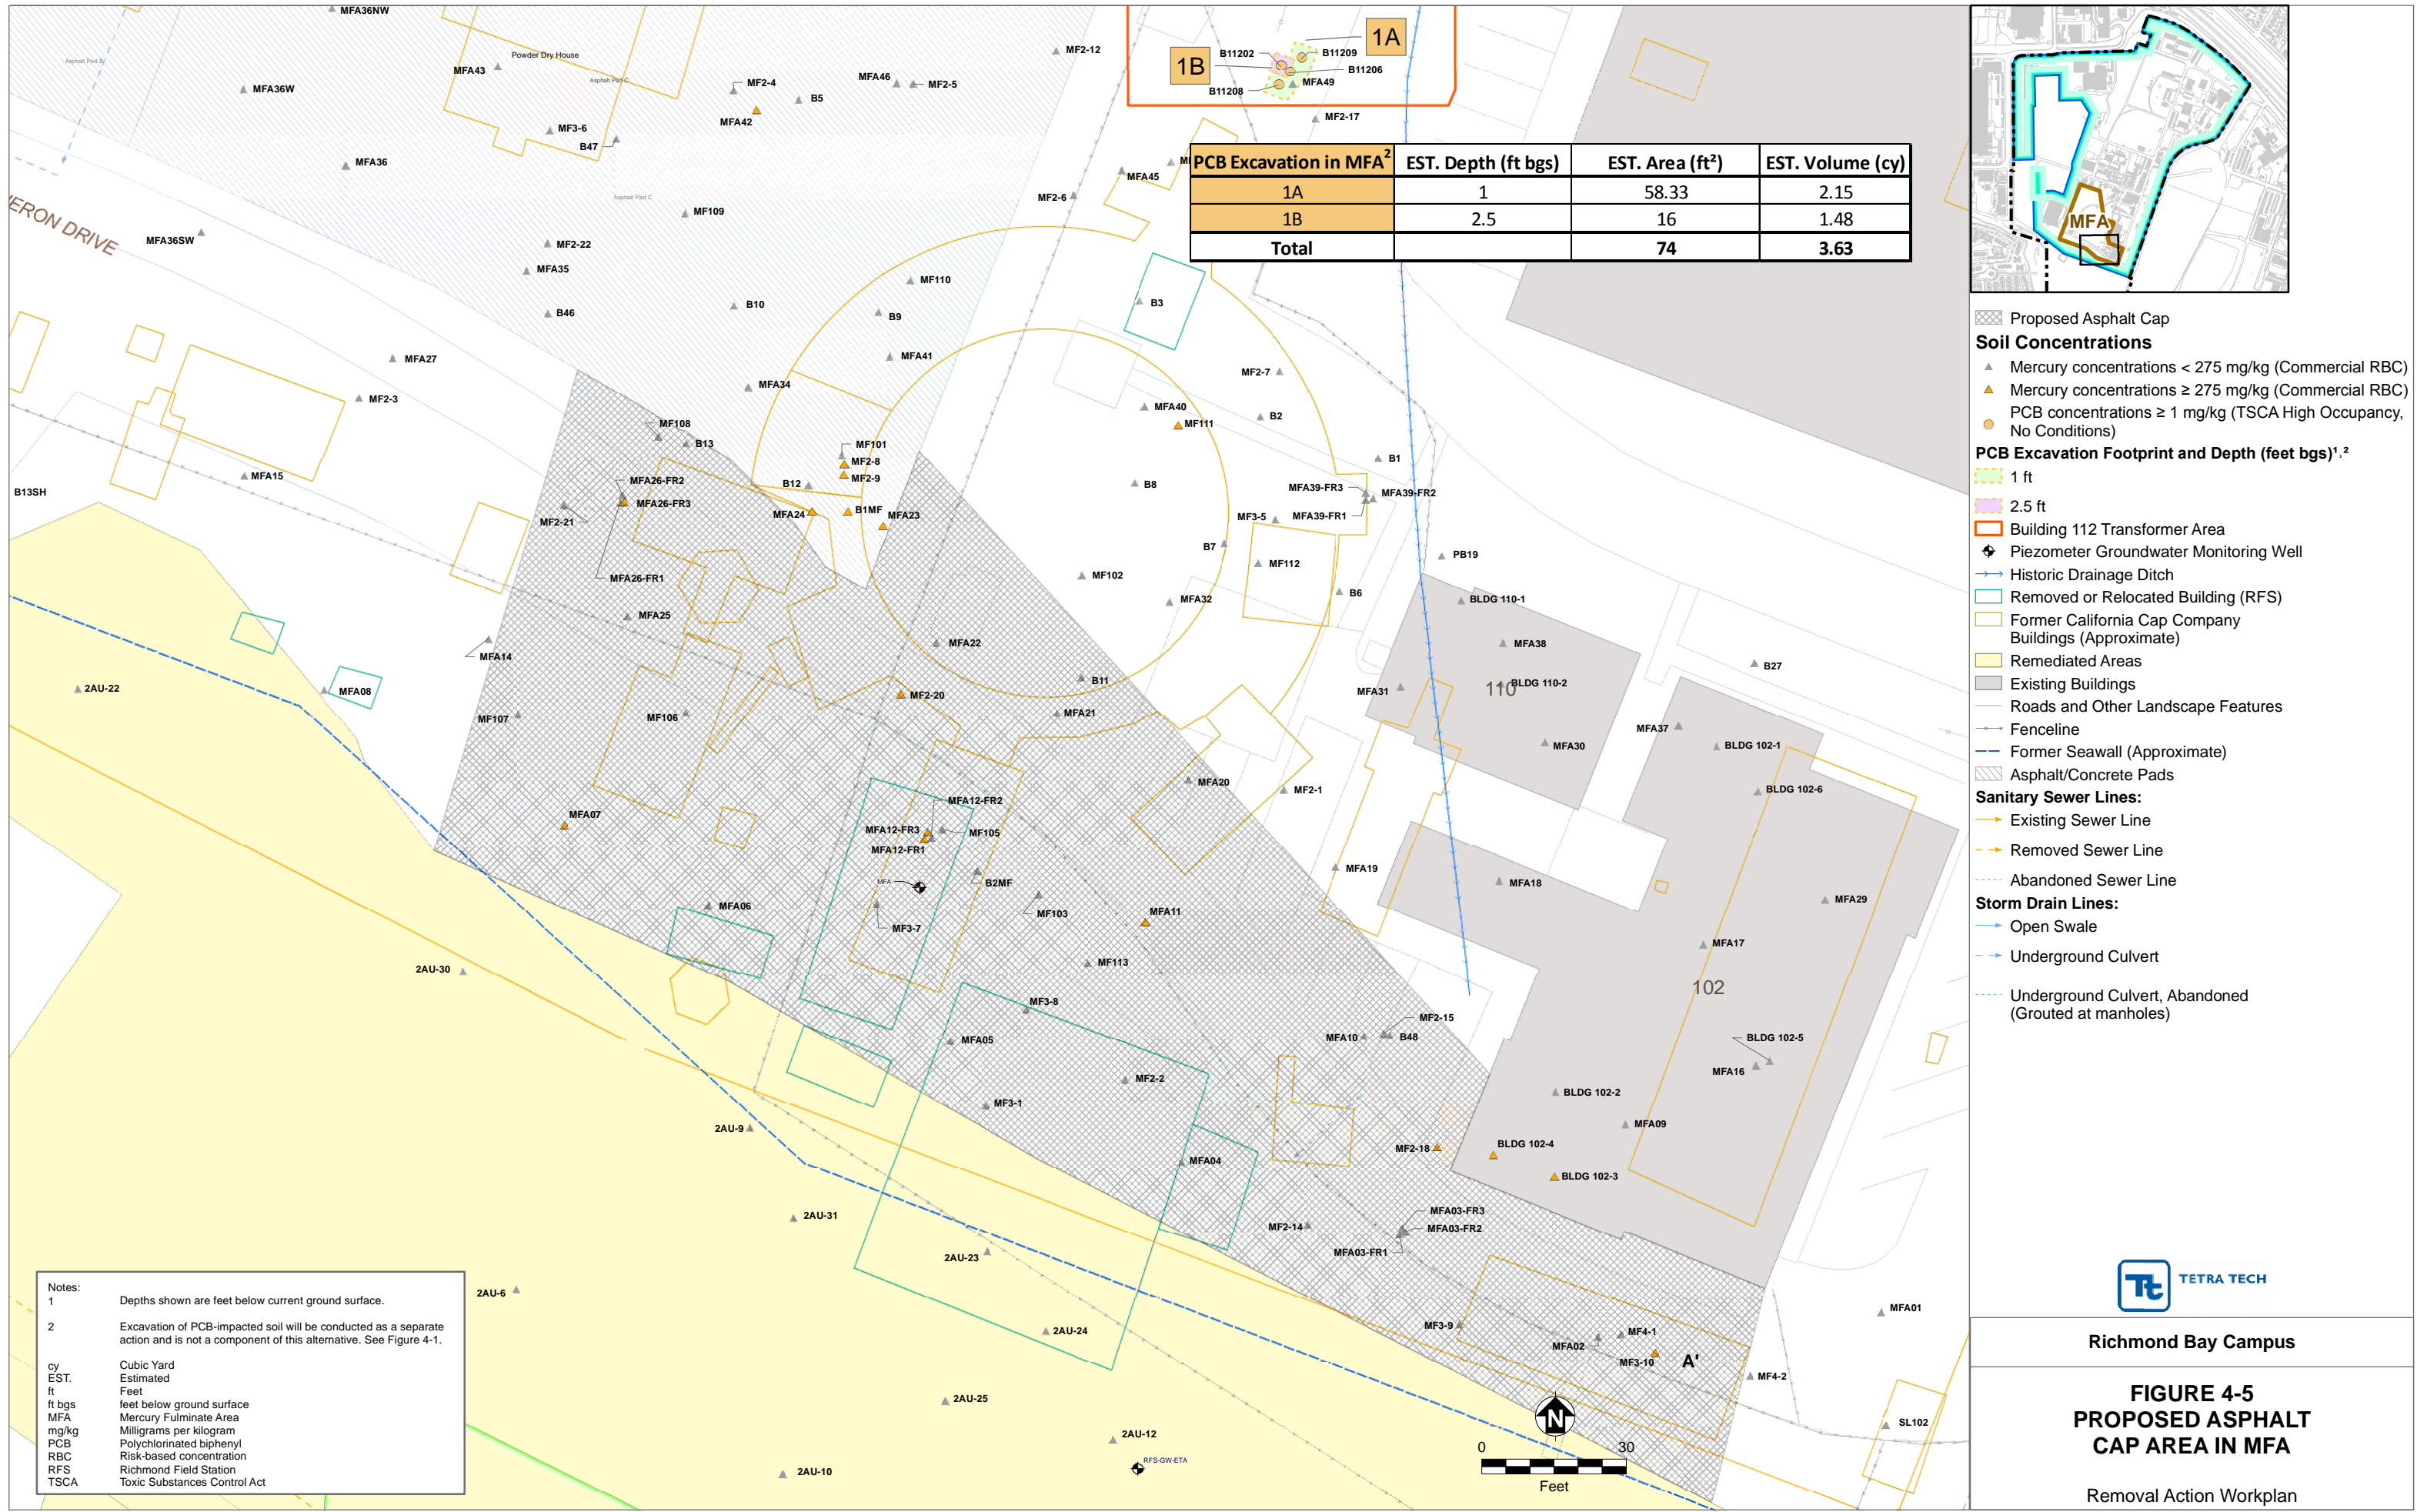 MFA36NW
Powder Dry House
Asphalt Pad C
MFA43
MFA36W
MF2-4
B5
MFA42
MFA46
MF2-5
MF2-12
1A
1B
B11202
B11209
B11206
B11208
MFA49
MF2-17
MF3-6
B47
MFA36
Asphalt Pad C
MFA45
MF2-6
MF109
MFA36SW
MF2-22
MFA35
PCB Excavation in MFA² EST. Depth (ft bgs) EST. Area (ft²) EST. Volume (cy)
1A 1 58.33 2.15
1B 2.5 16 1.48
Total 74 3.63
MF110
B46
B10
B9
B3
MFA27
MFA41
MFA34
MF2-7
MF2-3
MFA40
B2
MF111
MF108
B13
MF101
MF2-8
MF2-9
B12
B1
B8
MFA15
B13SH
MFA26-FR2
MFA26-FR3
MF2-21
MFA24
B1MF
MFA23
MFA39-FR3
MFA39-FR2
MFA39-FR1
MF3-5
B7
PB19
MFA26-FR1
MF102
MF112
MFA32
B6
BLDG 110-1
MFA25
MFA22
MFA38
MFA14
B27
B11
BLDG 110-2
110
MFA31
2AU-22
MFA08
MF2-20
MF107
MF106
MFA21
MFA37
BLDG 102-1
MFA30
MFA20
MF2-1
BLDG 102-6
MFA12-FR2
MFA07
MFA12-FR3
MF105
MFA12-FR1
MFA
B2MF
MFA19
MFA18
MFA29
MFA06
MF103
MFA11
MF3-7
MFA17
MF113
2AU-30
102
MF3-8
MF2-15
MFA10
B48
MFA05
BLDG 102-5
MFA16
MF2-2
BLDG 102-2
MF3-1
MFA09
2AU-9
MF2-18
BLDG 102-4
MFA04
BLDG 102-3
2AU-31
MFA03-FR3
MF2-14
MFA03-FR2
MFA03-FR1
2AU-23
2AU-6
MFA01
2AU-24
MF3-9
MF4-1
MFA02
MF3-10
A'
MF4-2
2AU-25
SL102
2AU-12
RFS-GW-ETA
2AU-10
N
0 30
Feet
Notes:
1 Depths shown are feet below current ground surface.
2 Excavation of PCB-impacted soil will be conducted as a separate
action and is not a component of this alternative. See Figure 4-1.
cy Cubic Yard
EST. Estimated
ft Feet
ft bgs feet below ground surface
MFA Mercury Fulminate Area
mg/kg Milligrams per kilogram
PCB Polychlorinated biphenyl
RBC Risk-based concentration
RFS Richmond Field Station
TSCA Toxic Substances Control Act
MFA
Proposed Asphalt Cap
Soil Concentrations
Mercury concentrations < 275 mg/kg (Commercial RBC)
Mercury concentrations ≥ 275 mg/kg (Commercial RBC)
PCB concentrations ≥ 1 mg/kg (TSCA High Occupancy,
No Conditions)
PCB Excavation Footprint and Depth (feet bgs)¹,²
1 ft
2.5 ft
Building 112 Transformer Area
Piezometer Groundwater Monitoring Well
Historic Drainage Ditch
Removed or Relocated Building (RFS)
Former California Cap Company
Buildings (Approximate)
Remediated Areas
Existing Buildings
Roads and Other Landscape Features
Fenceline
Former Seawall (Approximate)
Asphalt/Concrete Pads
Sanitary Sewer Lines:
Existing Sewer Line
Removed Sewer Line
Abandoned Sewer Line
Storm Drain Lines:
Open Swale
Underground Culvert
Underground Culvert, Abandoned
(Grouted at manholes)
Tt TETRA TECH
Richmond Bay Campus
FIGURE 4-5
PROPOSED ASPHALT
CAP AREA IN MFA
Removal Action Workplan